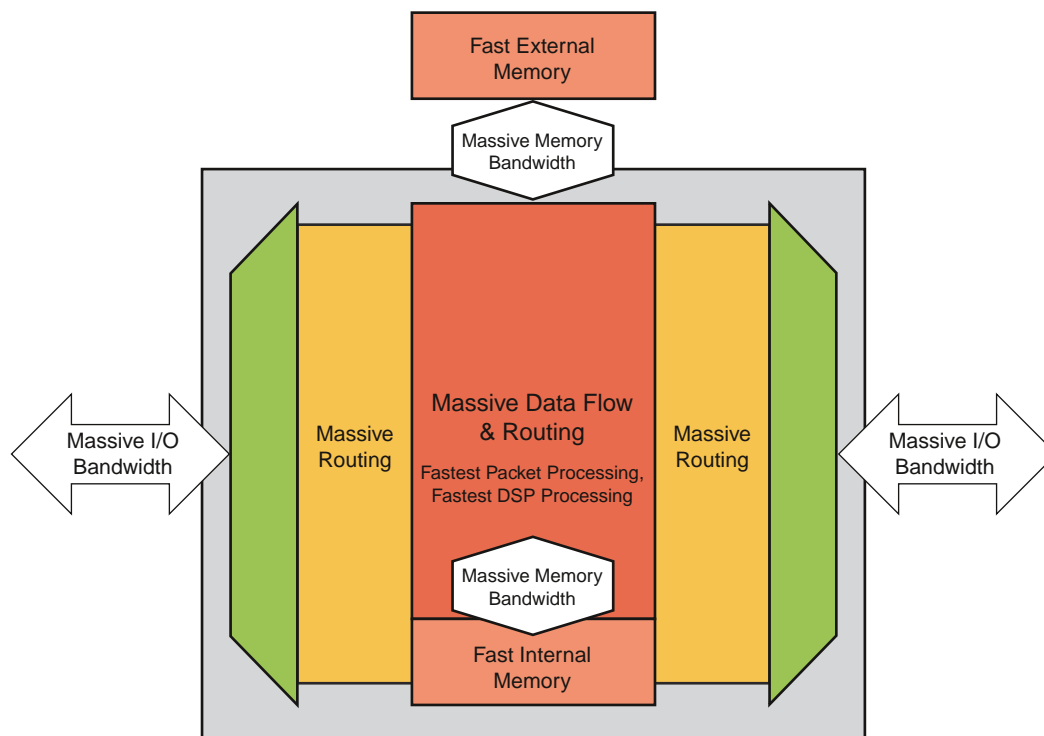 Fast External
Memory
Massive Memory
Bandwidth
Massive I/O
Bandwidth
Massive
Routing
Massive Data Flow
& Routing
Fastest Packet Processing,
Fastest DSP Processing
Massive
Routing
Massive I/O
Bandwidth
Massive Memory
Bandwidth
Fast Internal
Memory